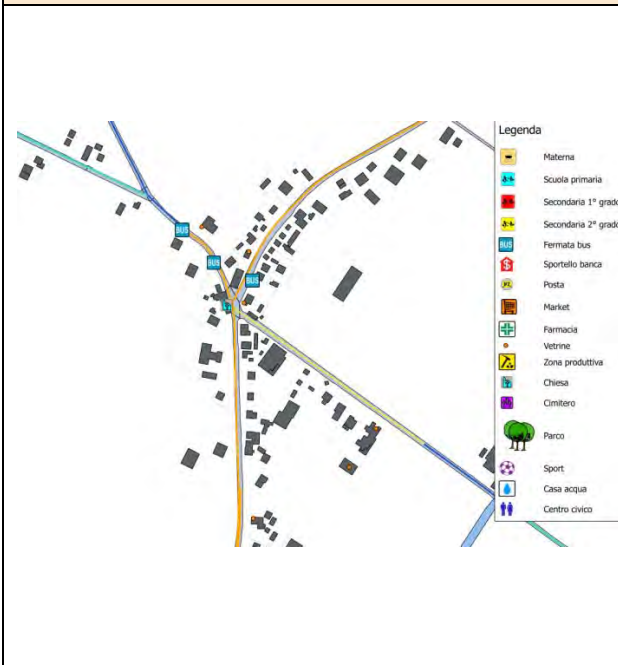 BUS
BUS
BUS
Legenda
Materna
Scuola primaria
Secondaria 1° grado
Secondaria 2° grado
BUS Fermata bus
$ Sportello banca
Posta
Market
Farmacia
Vetrine
Zona produttiva
Chiesa
Cimitero
Parco
Sport
Casa acqua
Centro civico